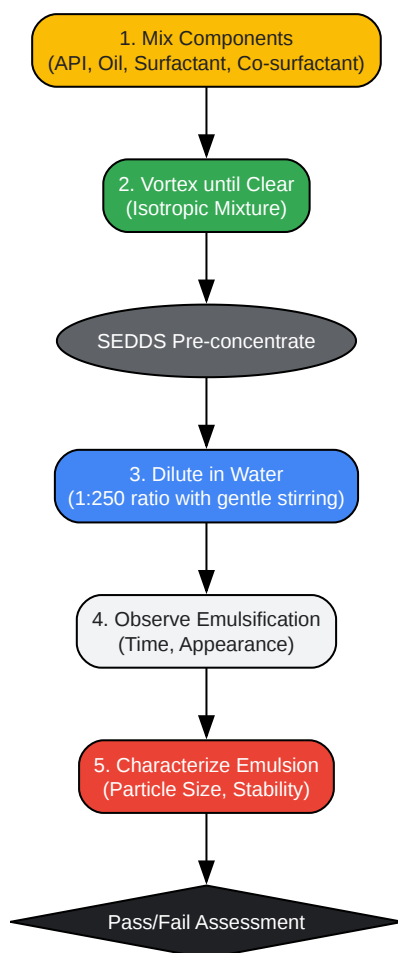 1. Mix Components
(API, Oil, Surfactant, Co-surfactant)
2. Vortex until Clear
(Isotropic Mixture)
SEDDS Pre-concentrate
3. Dilute in Water
(1:250 ratio with gentle stirring)
4. Observe Emulsification
(Time, Appearance)
5. Characterize Emulsion
(Particle Size, Stability)
Pass/Fail Assessment